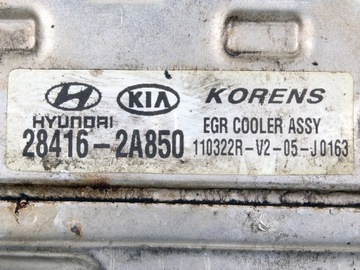 KIA KORENS
HYUNDAI EGR COOLER ASSY
28416-2A850 110322R-V2-05-J0163